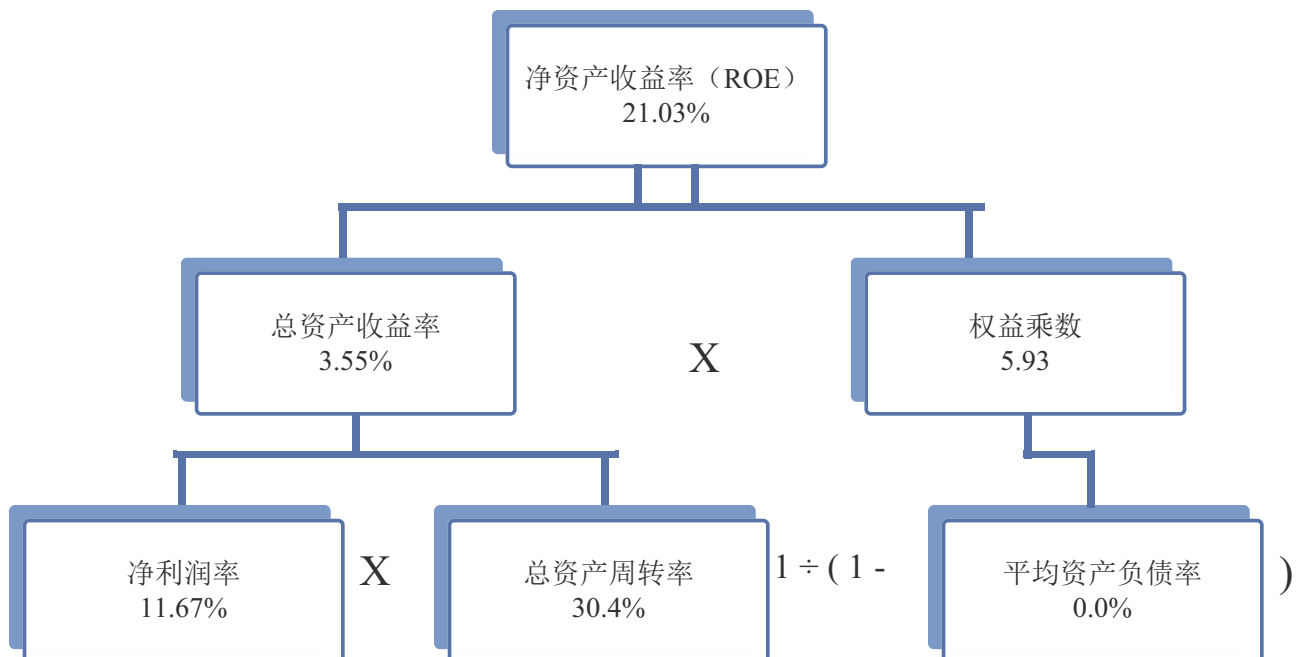 净资产收益率（ROE）
21.03%
总资产收益率
3.55%
X
权益乘数
5.93
净利润率
11.67%
X
总资产周转率
30.4%
1 ÷ ( 1 -
平均资产负债率
0.0%
)